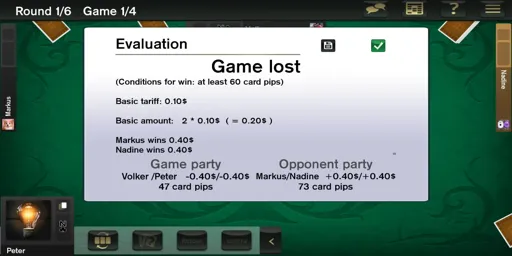 Round 1/6 Game 1/4
Evaluation
Game lost
(Conditions for win: at least 60 card pips)
Basic tariff: 0.10$
Basic amount: 2 * 0.10$ ( = 0.20$ )
Markus wins 0.40$
Nadine wins 0.40$
Game party Opponent party
Volker /Peter -0.40$/-0.40$ Markus/Nadine +0.40$/+0.40$
47 card pips 73 card pips
Markus
Nadine
Peter